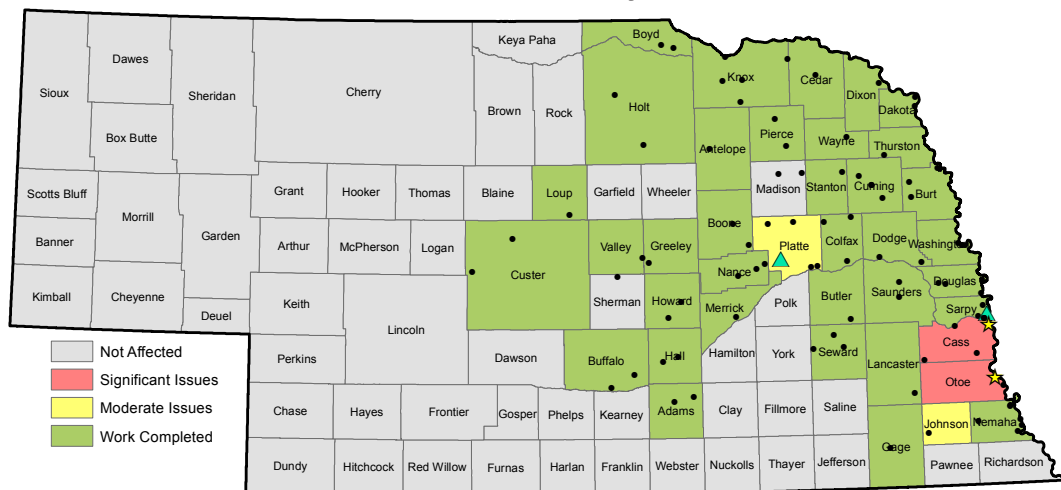 Boyd
Keya Paha
Dawes
Knox
Cedar
Sioux
Sheridan
Cherry
Dixon
Holt
Brown
Rock
Dakota
Box Butte
Pierce
Antelope
Wayne
Thurston
Scotts Bluff
Grant
Hooker
Thomas
Blaine
Loup
Garfield
Wheeler
Madison
Stanton
Cuming
Burt
Morrill
Garden
Boone
Banner
Arthur
McPherson
Logan
Custer
Valley
Greeley
Platte
Colfax
Dodge
Washington
Nance
Kimball
Cheyenne
Keith
Sherman
Howard
Merrick
Polk
Butler
Saunders
Douglas
Deuel
Lincoln
Sarpy
Not Affected
Perkins
Dawson
Buffalo
Hall
Hamilton
York
Seward
Lancaster
Cass
Significant Issues
Otoe
Moderate Issues
Chase
Hayes
Frontier
Gosper
Phelps
Kearney
Adams
Clay
Fillmore
Saline
Johnson
Nemaha
Work Completed
Gage
Dundy
Hitchcock
Red Willow
Furnas
Harlan
Franklin
Webster
Nuckolls
Thayer
Jefferson
Pawnee
Richardson